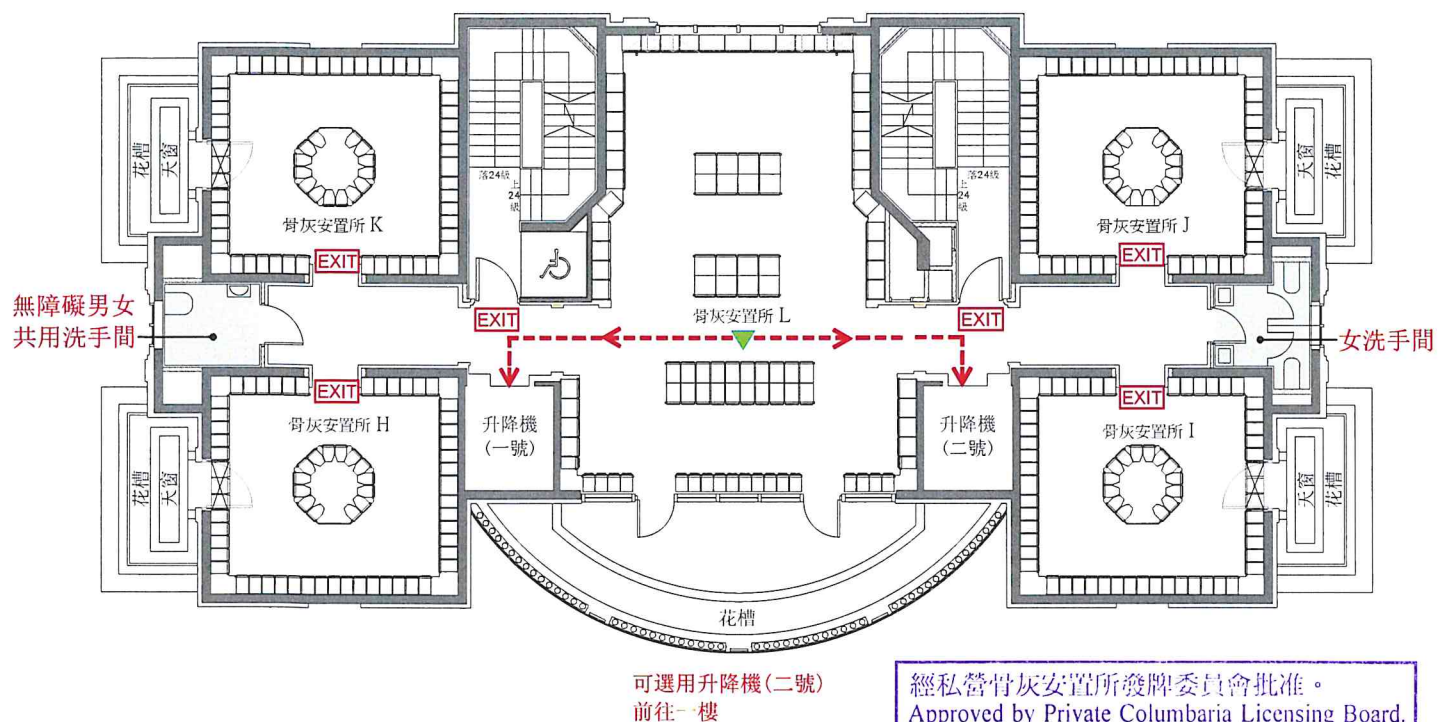 花槽
天窗
骨灰安置所 K
EXIT
落24級
上
24
級
落24級
上
24
級
骨灰安置所 J
EXIT
天窗
花槽
無障礙男女
共用洗手間
EXIT
骨灰安置所 L
EXIT
女洗手間
EXIT
骨灰安置所 H
花槽
天窗
升降機
(一號)
升降機
(二號)
EXIT
骨灰安置所 I
天窗
花槽
花槽
可選用升降機(二號)
前往一樓
經私營骨灰安置所發牌委員會批准。
Approved by Private Columbaria Licensing Board.